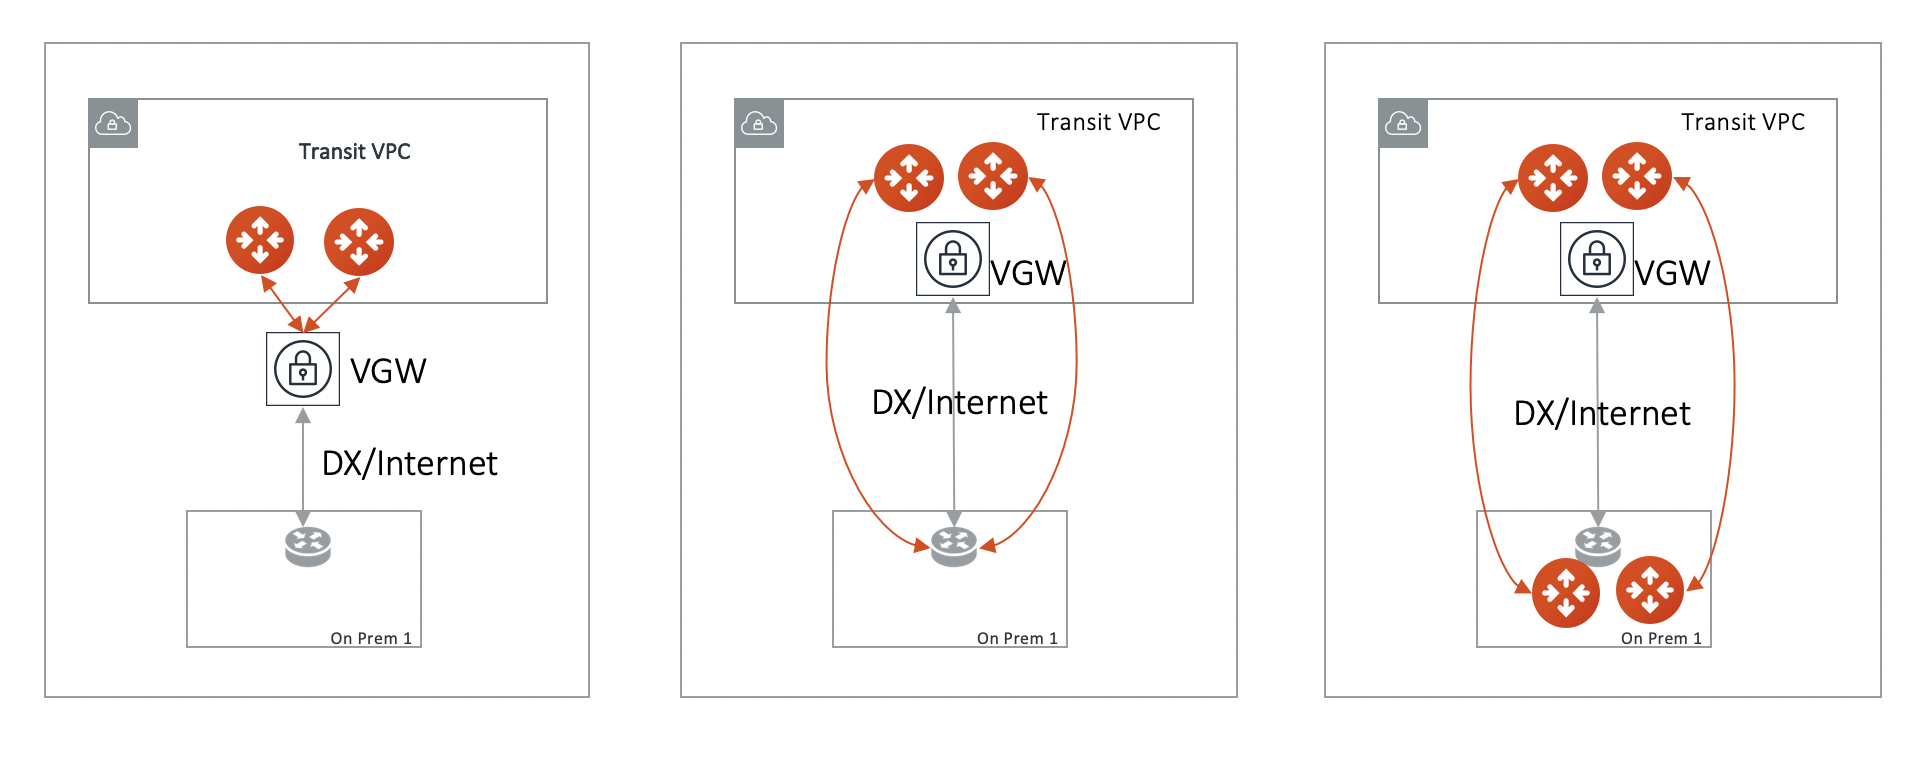 Transit VPC
VGW
DX/Internet
On Prem 1
Transit VPC
VGW
DX/Internet
On Prem 1
Transit VPC
VGW
DX/Internet
On Prem 1